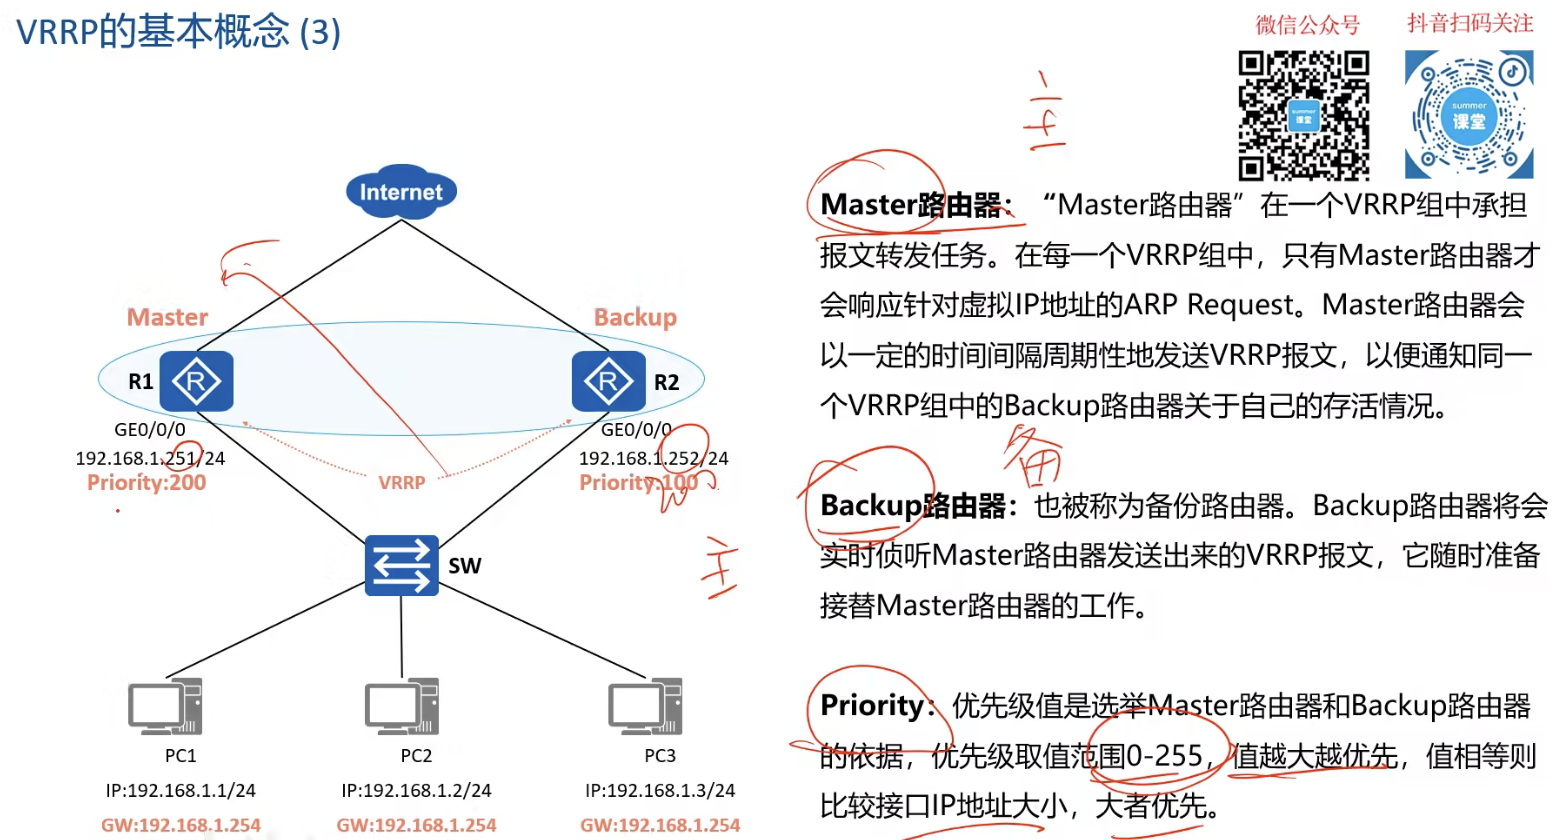 VRRP的基本概念 (3)
微信公众号
抖音扫码关注
summer
课堂
summer
课堂
Internet
Master
Backup
R
R1
R
R2
GE0/0/0
GE0/0/0
192.168.1.251/24
192.168.1.252/24
Priority:200
VRRP
Priority:100
200
主
SW
PC1
PC2
PC3
IP:192.168.1.1/24
IP:192.168.1.2/24
IP:192.168.1.3/24
GW:192.168.1.254
GW:192.168.1.254
GW:192.168.1.254
主
Master路由器：“Master路由器”在一个VRRP组中承担
报文转发任务。在每一个VRRP组中，只有Master路由器才
会响应针对虚拟IP地址的ARP Request。Master路由器会
以一定的时间间隔周期性地发送VRRP报文，以便通知同一
个VRRP组中的Backup路由器关于自己的存活情况。
备
Backup路由器：也被称为备份路由器。Backup路由器将会
实时侦听Master路由器发送出来的VRRP报文，它随时准备
接替Master路由器的工作。
Priority：优先级值是选举Master路由器和Backup路由器
的依据，优先级取值范围0-255，值越大越优先，值相等则
比较接口IP地址大小，大者优先。